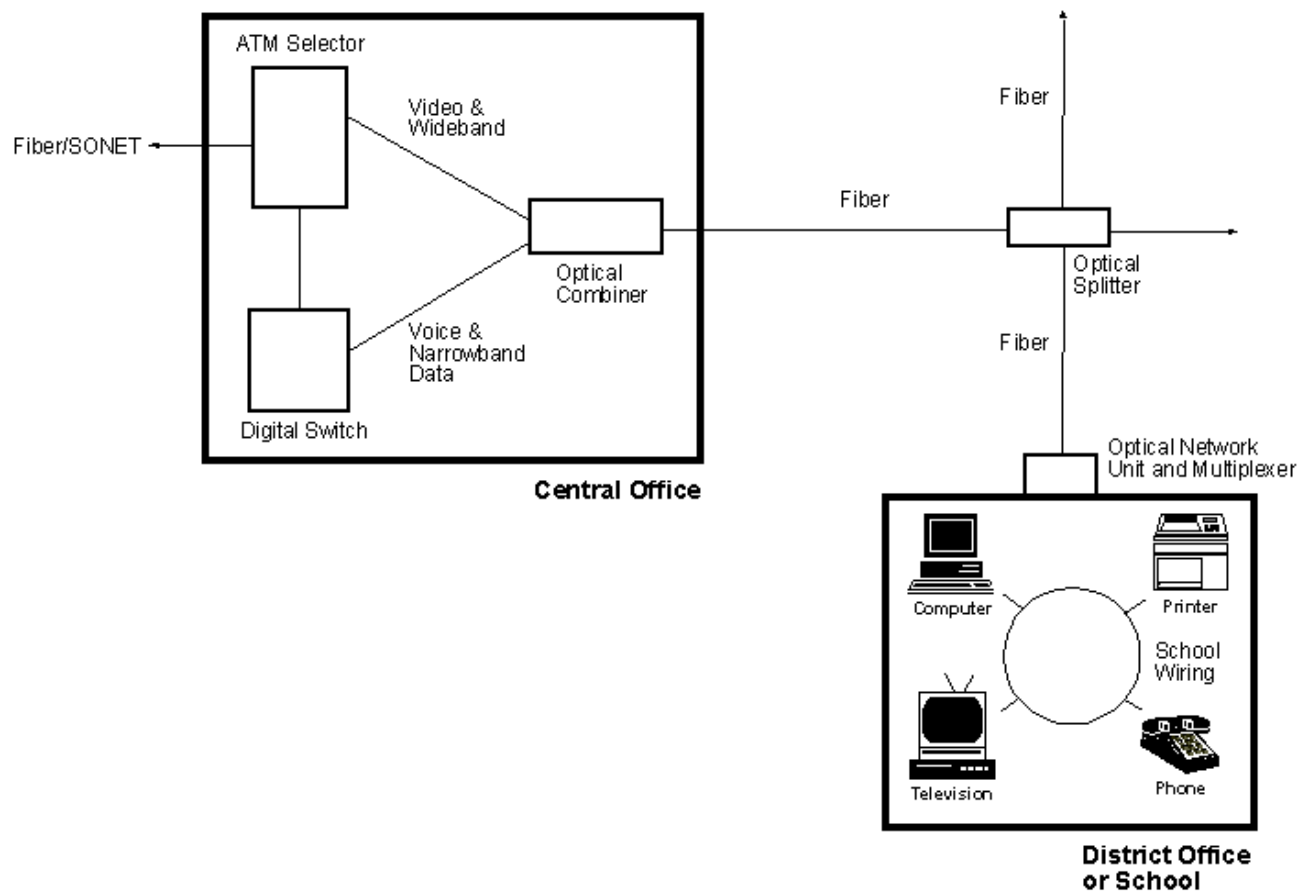 ATM Selector
Video &
Wideband
Fiber/SONET
Optical
Combiner
Voice &
Narrowband
Data
Digital Switch
Central Office
Fiber
Fiber
Optical
Splitter
Fiber
Optical Network
Unit and Multiplexer
Computer
Printer
School
Wiring
Television
Phone
District Office
or School